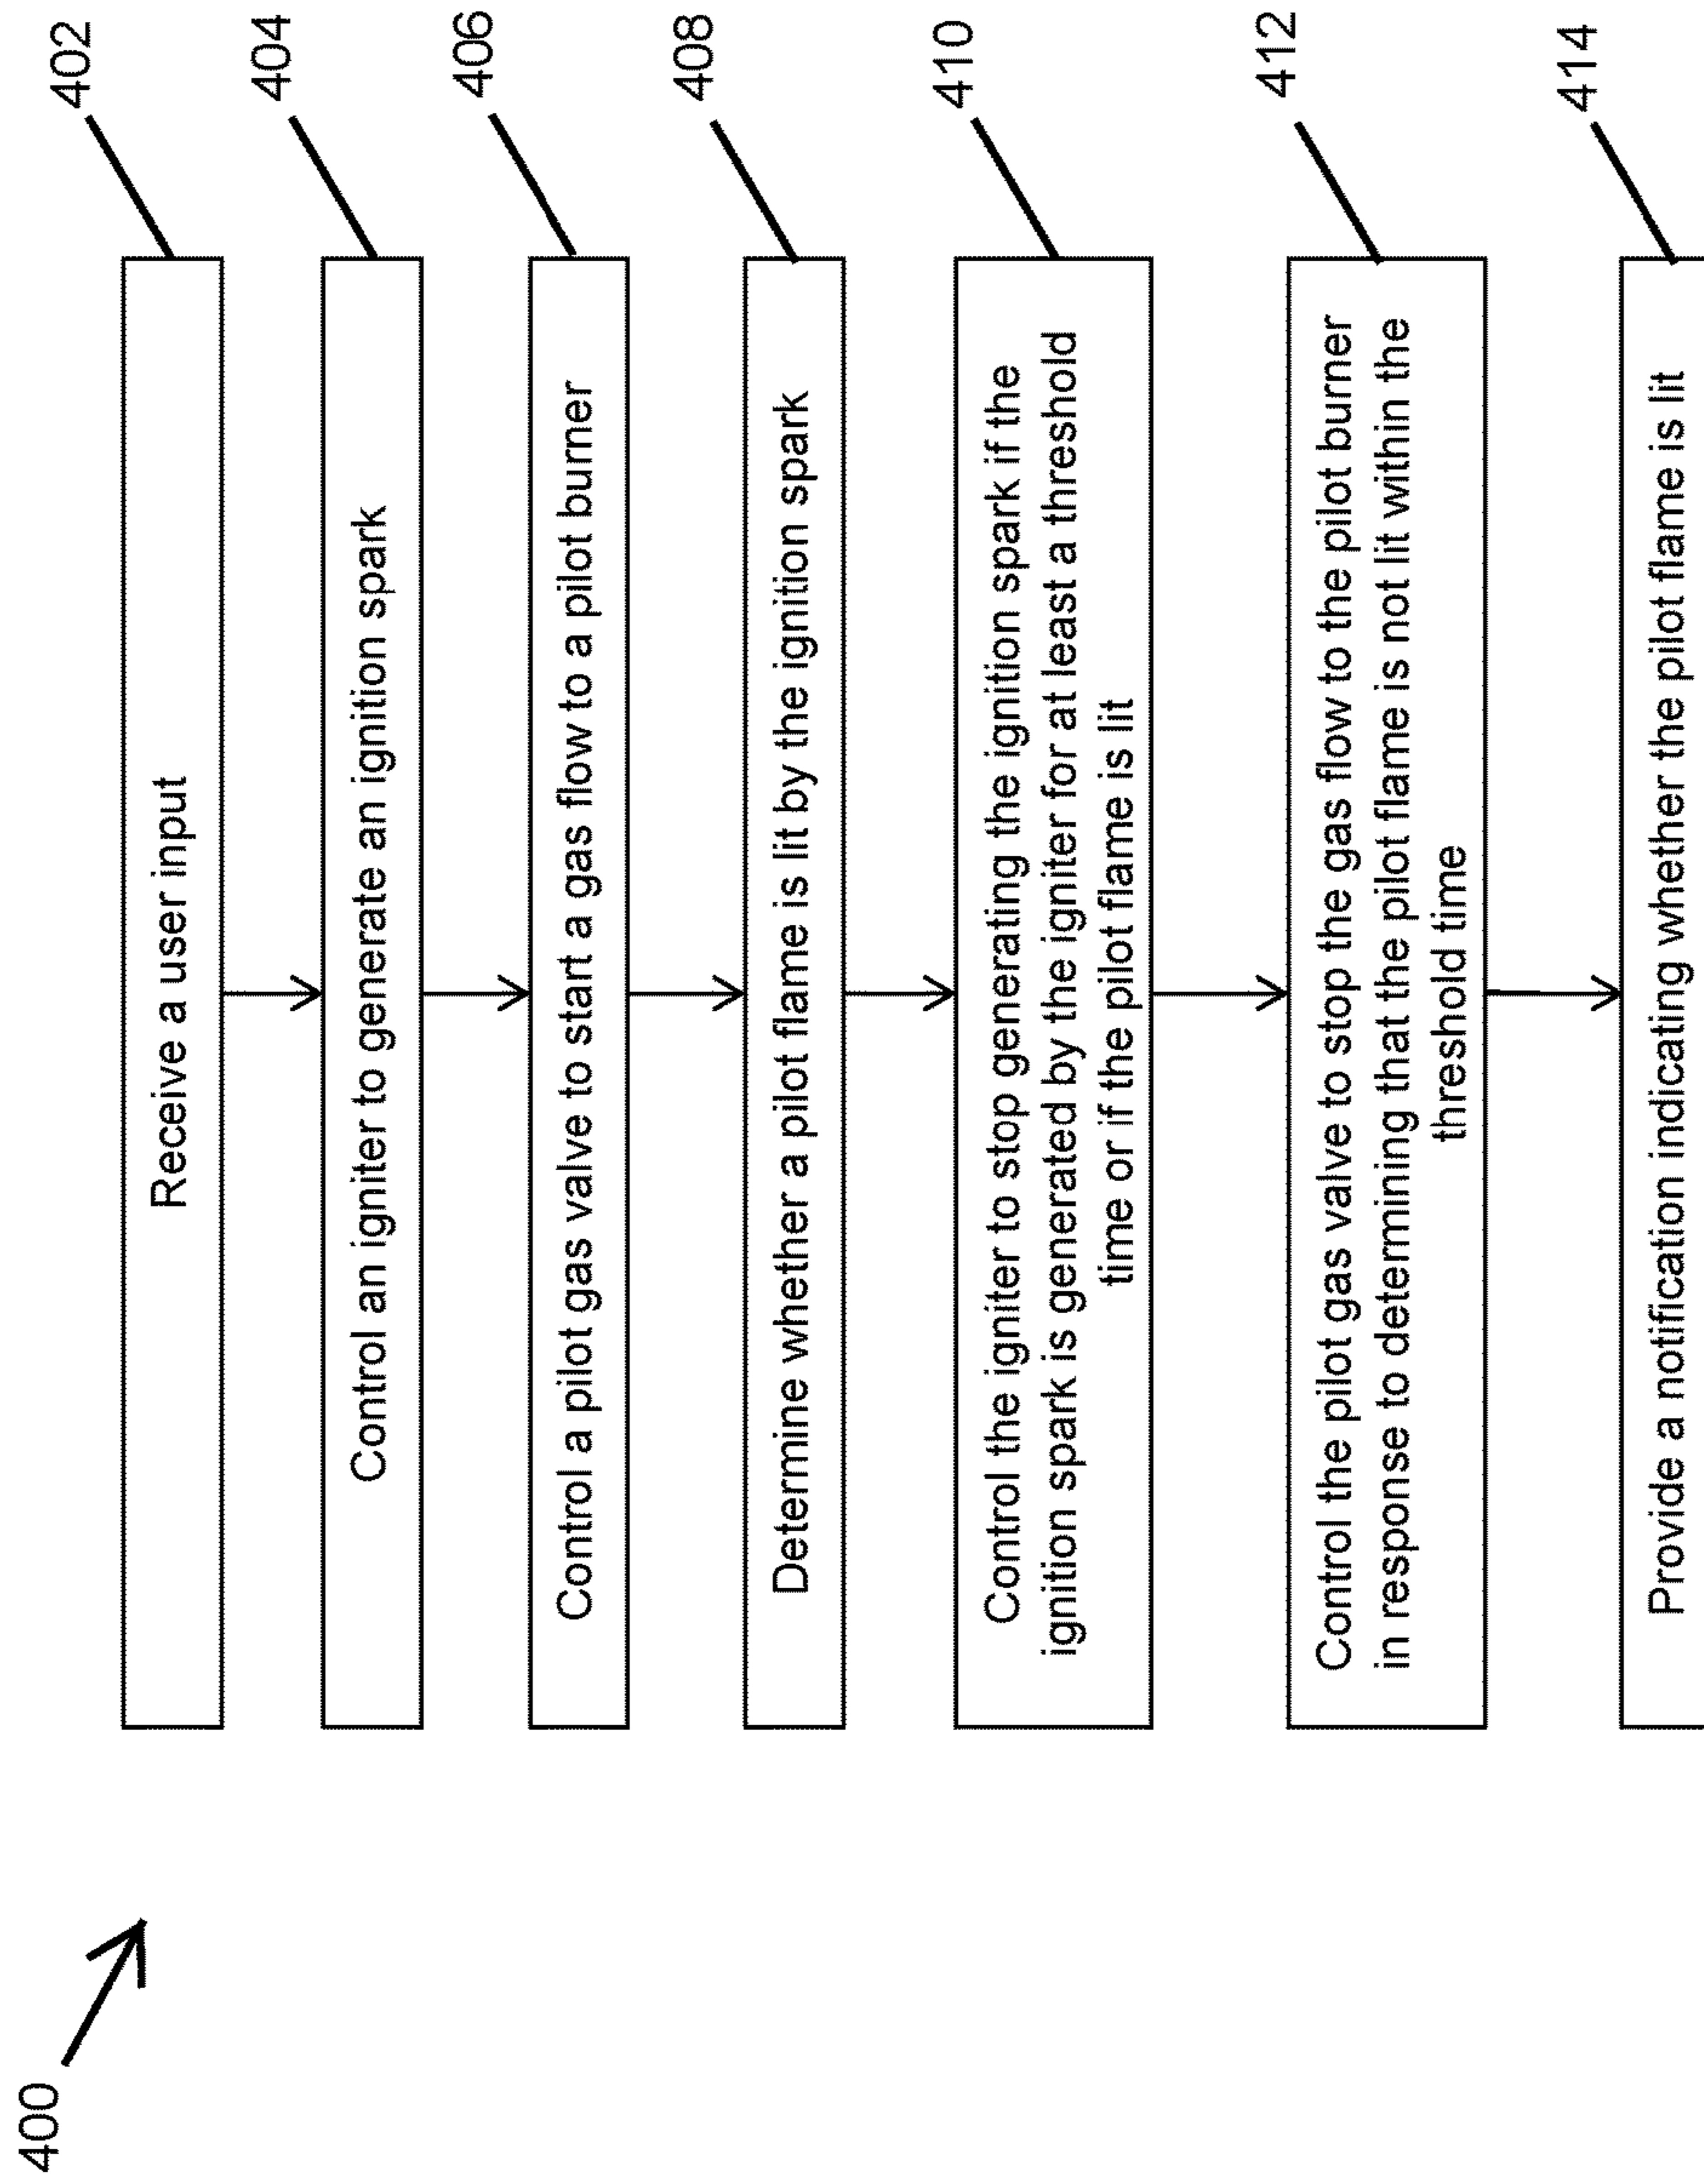 400
402
Receive a user input
404
Control an igniter to generate an ignition spark
406
Control a pilot gas valve to start a gas flow to a pilot burner
408
Determine whether a pilot flame is lit by the ignition spark
410
Control the igniter to stop generating the ignition spark if the
ignition spark is generated by the igniter for at least a threshold
time or if the pilot flame is lit
412
Control the pilot gas valve to stop the gas flow to the pilot burner
in response to determining that the pilot flame is not lit within the
threshold time
414
Provide a notification indicating whether the pilot flame is lit